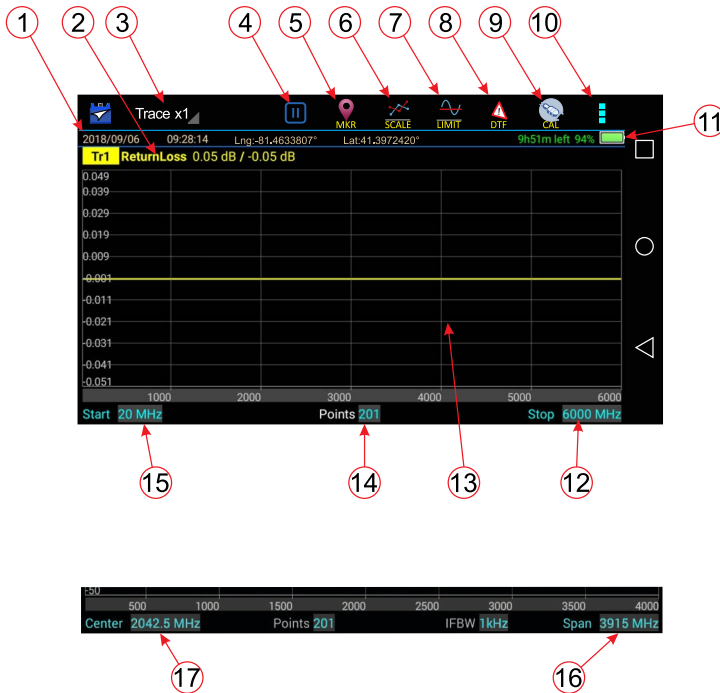 1 2 3 4 5 6 7 8 9 10
Trace x1 MKR SCALE LIMIT DTF CAL
11
2018/09/06 09:28:14 Lng:-81.4633807° Lat:41.3972420° 9h51m left 94%
Tr1 ReturnLoss 0.05 dB / -0.05 dB
0.049
0.039
0.029
0.019
0.009
-0.001
-0.011
-0.021
-0.031
-0.041
-0.051
1000 2000 3000 4000 5000 6000
Start 20 MHz Points 201 Stop 6000 MHz
15 14 13 12
-50
500 1000 1500 2000 2500 3000 3500 4000
Center 2042.5 MHz Points 201 IFBW 1kHz Span 3915 MHz
17 16